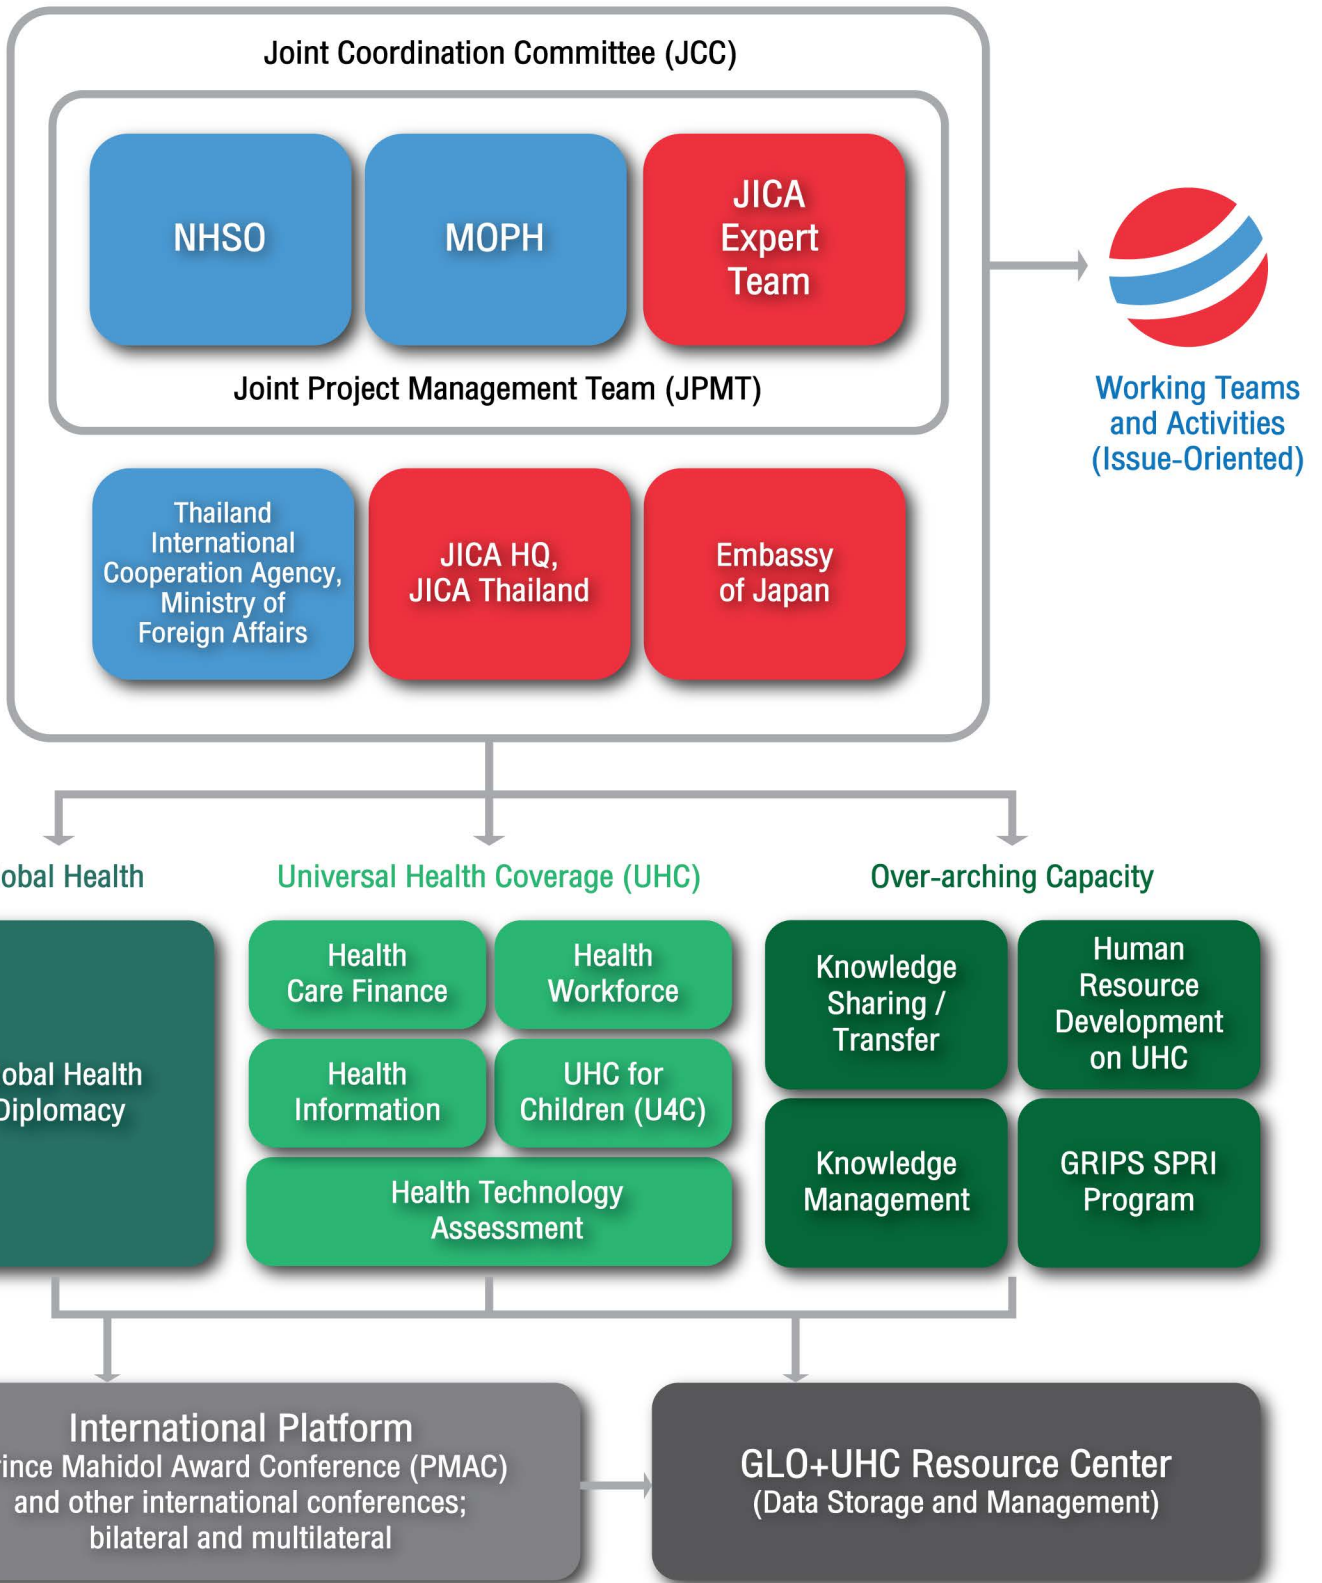 Joint Coordination Committee (JCC)
NHSO
MOPH
JICA
Expert
Team
Joint Project Management Team (JPMT)
Working Teams
and Activities
(Issue-Oriented)
Thailand
International
Cooperation Agency,
Ministry of
Foreign Affairs
JICA HQ,
JICA Thailand
Embassy
of Japan
obal Health
obal Health
Diplomacy
Universal Health Coverage (UHC)
Health
Care Finance
Health
Workforce
Health
Information
UHC for
Children (U4C)
Health Technology
Assessment
Over-arching Capacity
Knowledge
Sharing /
Transfer
Human
Resource
Development
on UHC
Knowledge
Management
GRIPS SPRI
Program
International Platform
ince Mahidol Award Conference (PMAC)
and other international conferences;
bilateral and multilateral
GLO+UHC Resource Center
(Data Storage and Management)